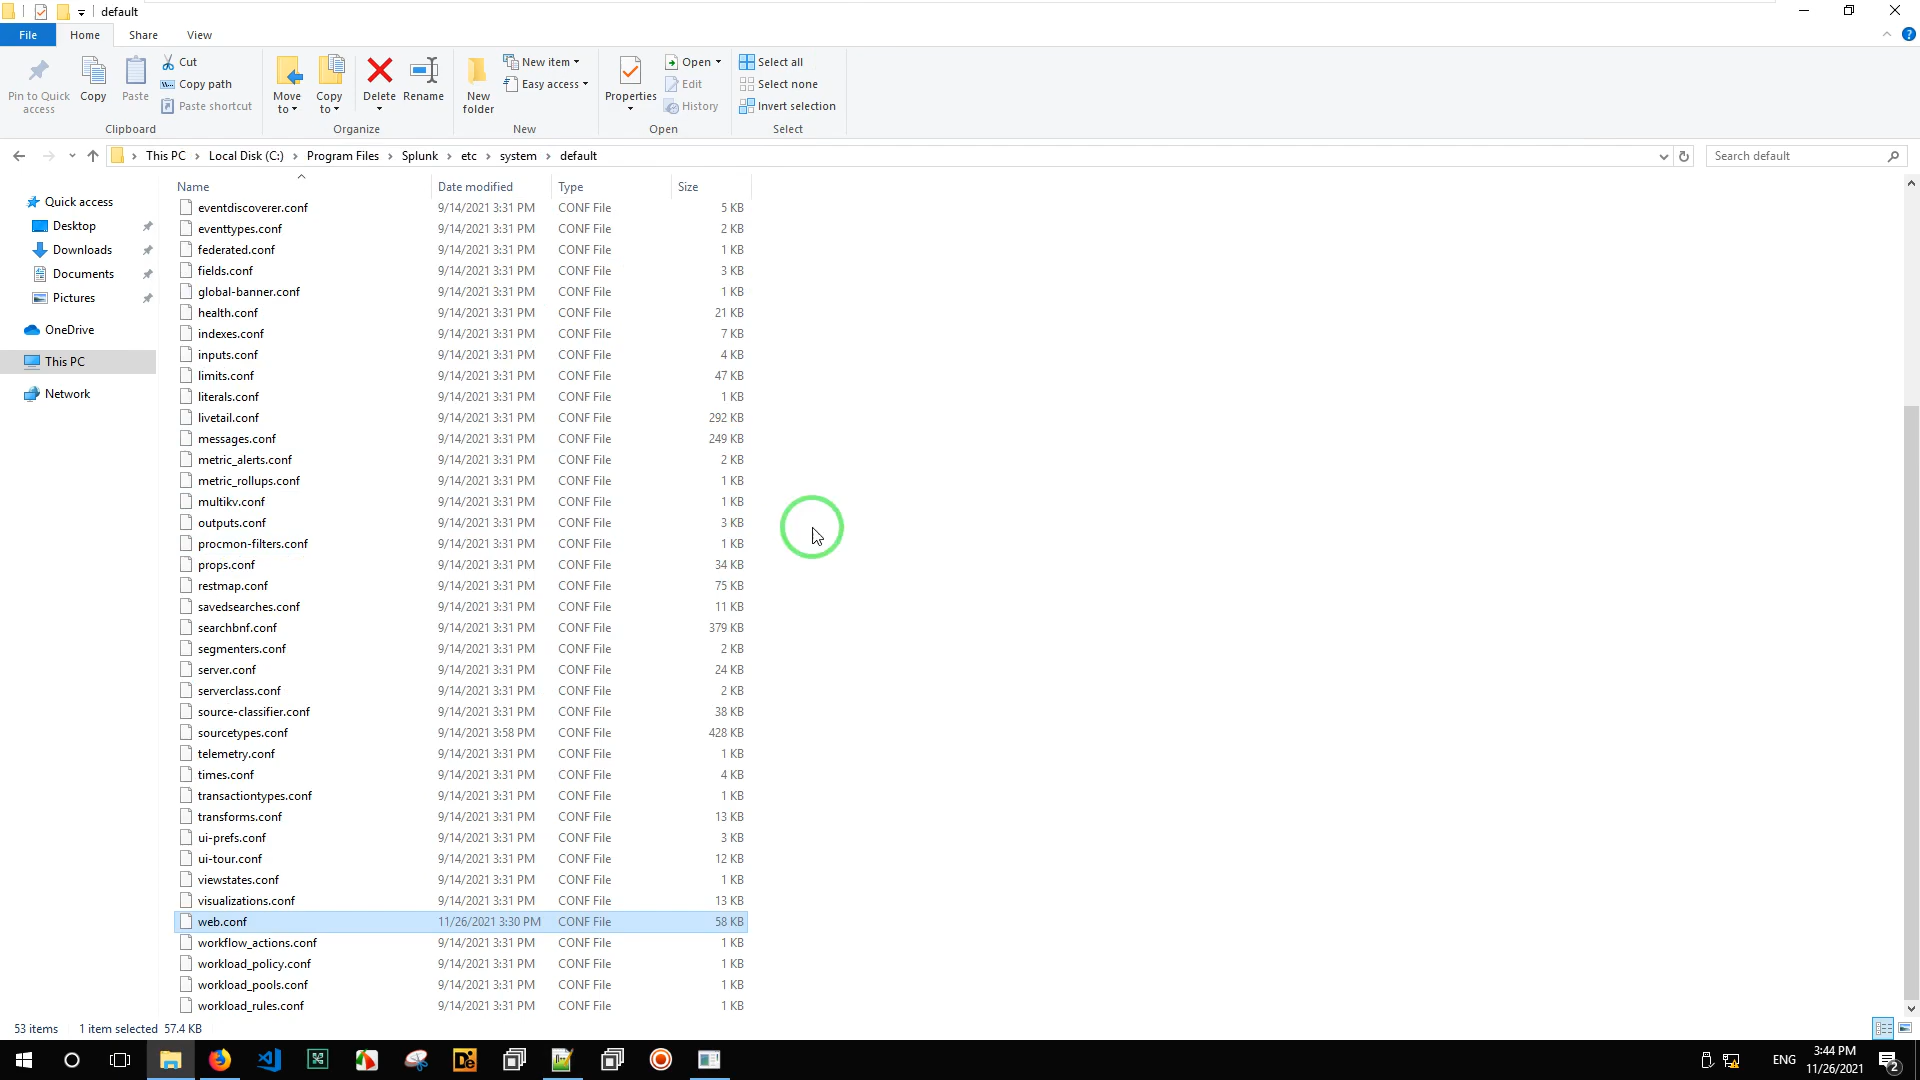 default
File Home Share View
Pin to Quick access
Copy
Paste
Cut
Copy path
Paste shortcut
Clipboard
Move to
Copy to
Delete
Rename
Organize
New folder
New item
Easy access
New
Properties
Open
Edit
History
Open
Select all
Select none
Invert selection
Select
This PC > Local Disk (C:) > Program Files > Splunk > etc > system > default
Search default
Quick access
Desktop
Downloads
Documents
Pictures
OneDrive
This PC
Network
Name Date modified Type Size
eventdiscoverer.conf 9/14/2021 3:31 PM CONF File 5 KB
eventtypes.conf 9/14/2021 3:31 PM CONF File 2 KB
federated.conf 9/14/2021 3:31 PM CONF File 1 KB
fields.conf 9/14/2021 3:31 PM CONF File 3 KB
global-banner.conf 9/14/2021 3:31 PM CONF File 1 KB
health.conf 9/14/2021 3:31 PM CONF File 21 KB
indexes.conf 9/14/2021 3:31 PM CONF File 7 KB
inputs.conf 9/14/2021 3:31 PM CONF File 4 KB
limits.conf 9/14/2021 3:31 PM CONF File 47 KB
literals.conf 9/14/2021 3:31 PM CONF File 1 KB
livetail.conf 9/14/2021 3:31 PM CONF File 292 KB
messages.conf 9/14/2021 3:31 PM CONF File 249 KB
metric_alerts.conf 9/14/2021 3:31 PM CONF File 2 KB
metric_rollups.conf 9/14/2021 3:31 PM CONF File 1 KB
multikv.conf 9/14/2021 3:31 PM CONF File 1 KB
outputs.conf 9/14/2021 3:31 PM CONF File 3 KB
procmon-filters.conf 9/14/2021 3:31 PM CONF File 1 KB
props.conf 9/14/2021 3:31 PM CONF File 34 KB
restmap.conf 9/14/2021 3:31 PM CONF File 75 KB
savedsearches.conf 9/14/2021 3:31 PM CONF File 11 KB
searchbnf.conf 9/14/2021 3:31 PM CONF File 379 KB
segmenters.conf 9/14/2021 3:31 PM CONF File 2 KB
server.conf 9/14/2021 3:31 PM CONF File 24 KB
serverclass.conf 9/14/2021 3:31 PM CONF File 2 KB
source-classifier.conf 9/14/2021 3:31 PM CONF File 38 KB
sourcetypes.conf 9/14/2021 3:58 PM CONF File 428 KB
telemetry.conf 9/14/2021 3:31 PM CONF File 1 KB
times.conf 9/14/2021 3:31 PM CONF File 4 KB
transactiontypes.conf 9/14/2021 3:31 PM CONF File 1 KB
transforms.conf 9/14/2021 3:31 PM CONF File 13 KB
ui-prefs.conf 9/14/2021 3:31 PM CONF File 3 KB
ui-tour.conf 9/14/2021 3:31 PM CONF File 12 KB
viewstates.conf 9/14/2021 3:31 PM CONF File 1 KB
visualizations.conf 9/14/2021 3:31 PM CONF File 13 KB
web.conf 11/26/2021 3:30 PM CONF File 58 KB
workflow_actions.conf 9/14/2021 3:31 PM CONF File 1 KB
workload_policy.conf 9/14/2021 3:31 PM CONF File 1 KB
workload_pools.conf 9/14/2021 3:31 PM CONF File 1 KB
workload_rules.conf 9/14/2021 3:31 PM CONF File 1 KB
53 items 1 item selected 57.4 KB
De
ENG
3:44 PM
11/26/2021
2